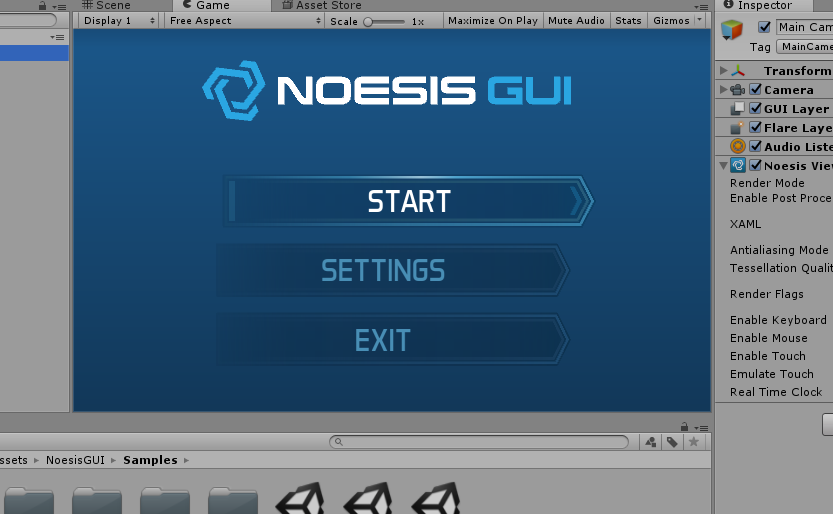 Scene Game Asset Store Inspector
Display 1 Free Aspect Scale 1x Maximize On Play Mute Audio Stats Gizmos
NOESIS GUI
START
SETTINGS
EXIT
Main Cam
Tag MainCame
Transform
Camera
GUI Layer
Flare Laye
Audio Liste
Noesis View
Render Mode
Enable Post Proce
XAML
Antialiasing Mode
Tessellation Quality
Render Flags
Enable Keyboard
Enable Mouse
Enable Touch
Emulate Touch
Real Time Clock
ssets NoesisGUI Samples